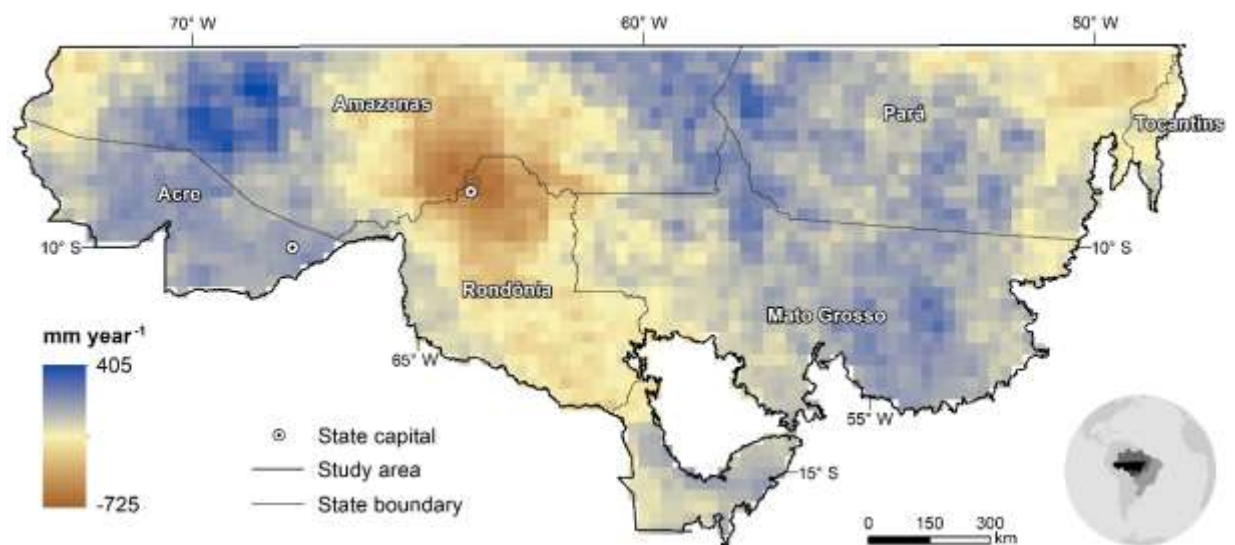 70° W 60° W 50° W
Amazonas
Pará
Tocantins
Acre
10° S 10° S
Rondônia
Mato Grosso
mm year -1
405
65° W
55° W
State capital
Study area
15° S
-725
State boundary
0 150 300
km